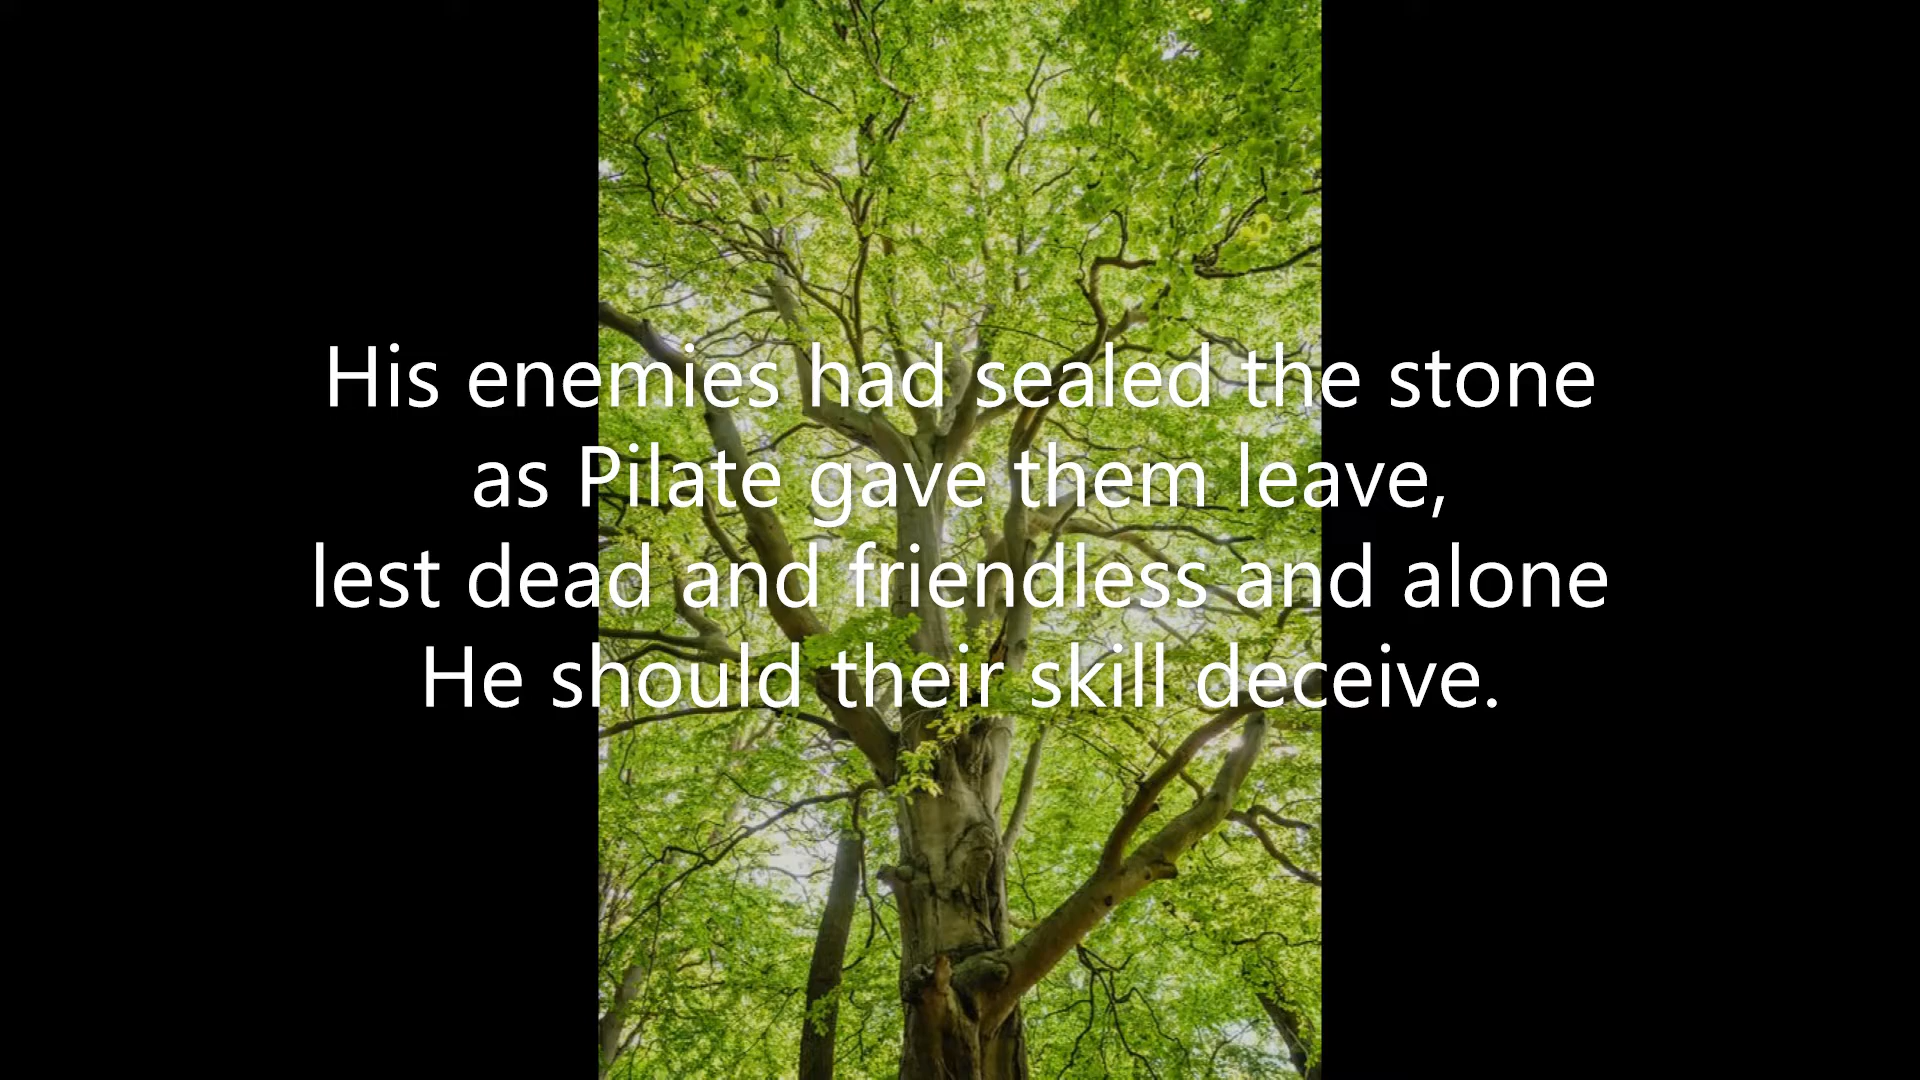 His enemies had sealed the stone
as Pilate gave them leave,
lest dead and friendless and alone
He should their skill deceive.